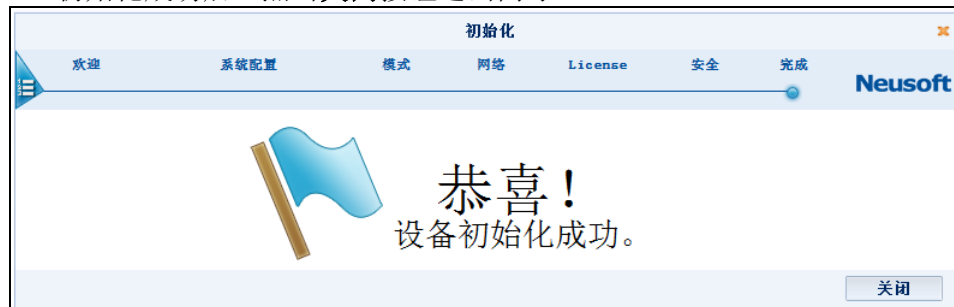 初始化
欢迎 系统配置 模式 网络 License 安全 完成
Neusoft
恭喜！
设备初始化成功。
关闭